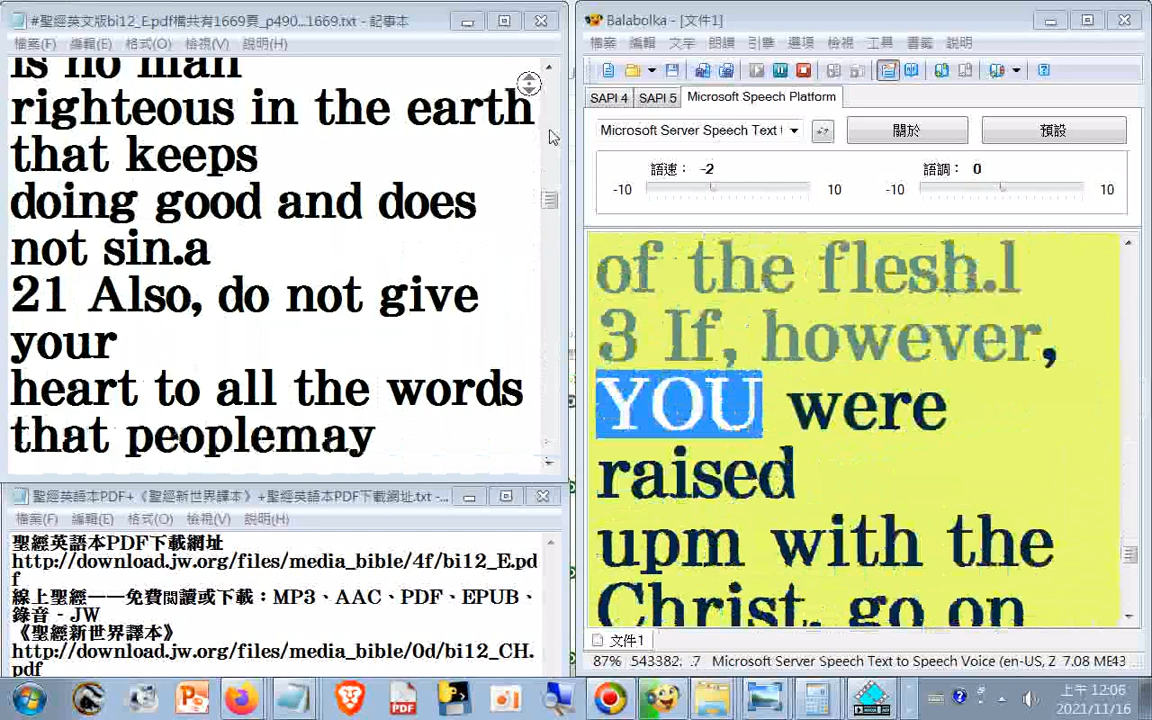 #聖經英文版bi12_E.pdf檔共有1669頁_p490...1669.txt - 記事本
檔案(F) 編輯(E) 格式(O) 檢視(V) 說明(H)
is no man
righteous in the earth
that keeps
doing good and does
not sin.a
21 Also, do not give
your
heart to all the words
that peoplemay
聖經英語本PDF+《聖經新世界譯本》+聖經英語本PDF下載網址.txt -...
檔案(F) 編輯(E) 格式(O) 檢視(V) 說明(H)
聖經英語本PDF下載網址
http://download.jw.org/files/media_bible/4f/bi12_E.pd
f
線上聖經——免費閱讀或下載：MP3、AAC、PDF、EPUB、
錄音 - JW
《聖經新世界譯本》
http://download.jw.org/files/media_bible/0d/bi12_CH.
pdf
Balabolka - [文件1]
檔案 編輯 文字 朗讀 引擎 選項 檢視 工具 書籤 說明
SAPI 4 SAPI 5 Microsoft Speech Platform
Microsoft Server Speech Text 關於 預設
語速： -2 語調： 0
-10 10 -10 10
of the flesh.l
3 If, however,
YOU were
raised
upm with the
Christ, go on
文件1
87% 543382, .7 Microsoft Server Speech Text to Speech Voice (en-US, Z 7.08 ME43
PDF
上午 12:06
2021/11/16